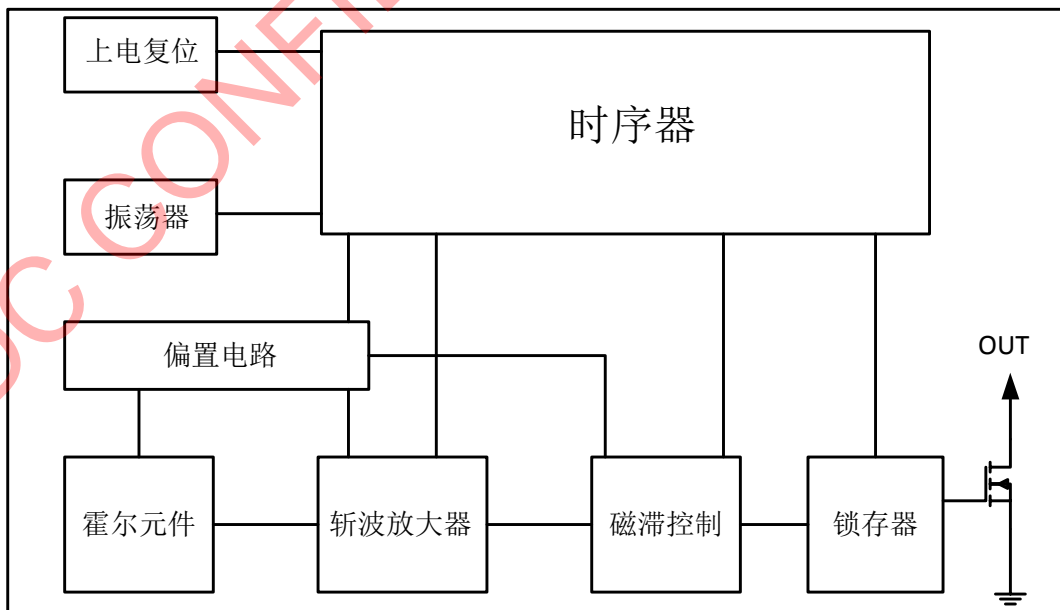 上电复位
时序器
振荡器
偏置电路
OUT
霍尔元件
斩波放大器
磁滞控制
锁存器